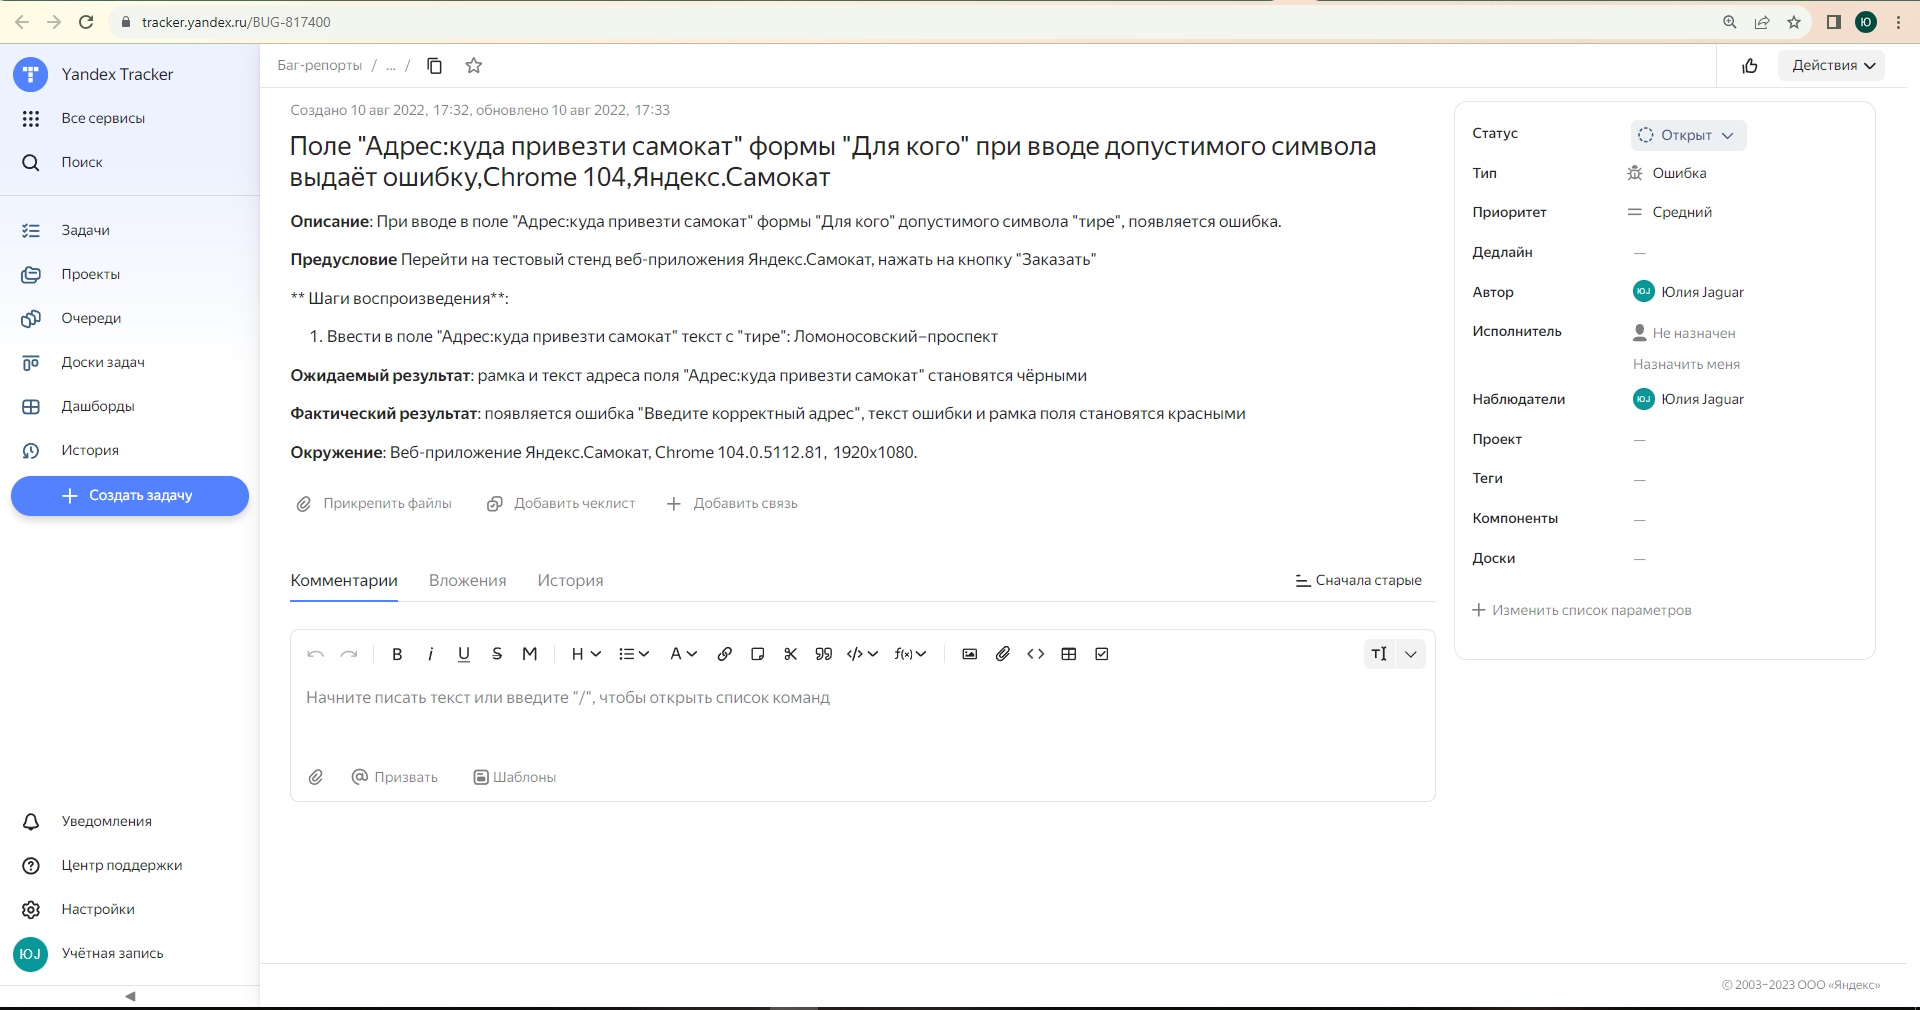 tracker.yandex.ru/BUG-817400
Ю
Yandex Tracker
Все сервисы
Поиск
Задачи
Проекты
Очереди
Доски задач
Дашборды
История
Создать задачу
Уведомления
Центр поддержки
Настройки
ЮJ Учётная запись
Баг-репорты / ... /
Действия
Создано 10 авг 2022, 17:32, обновлено 10 авг 2022, 17:33
Поле "Адрес:куда привезти самокат" формы "Для кого" при вводе допустимого символа
выдаёт ошибку,Chrome 104,Яндекс.Самокат
Описание: При вводе в поле "Адрес:куда привезти самокат" формы "Для кого" допустимого символа "тире", появляется ошибка.
Предусловие Перейти на тестовый стенд веб-приложения Яндекс.Самокат, нажать на кнопку "Заказать"
** Шаги воспроизведения**:
1. Ввести в поле "Адрес:куда привезти самокат" текст с "тире": Ломоносовский–проспект
Ожидаемый результат: рамка и текст адреса поля "Адрес:куда привезти самокат" становятся чёрными
Фактический результат: появляется ошибка "Введите корректный адрес", текст ошибки и рамка поля становятся красными
Окружение: Веб-приложение Яндекс.Самокат, Chrome 104.0.5112.81, 1920x1080.
Прикрепить файлы Добавить чеклист Добавить связь
Комментарии Вложения История Сначала старые
B i U S M H A </> f(x) <> TI
Начните писать текст или введите "/", чтобы открыть список команд
@ Призвать Шаблоны
Статус Открыт
Тип Ошибка
Приоритет Средний
Дедлайн —
Автор ЮJ Юлия Jaguar
Исполнитель Не назначен
Назначить меня
Наблюдатели ЮJ Юлия Jaguar
Проект —
Теги —
Компоненты —
Доски —
Изменить список параметров
© 2003–2023 ООО «Яндекс»